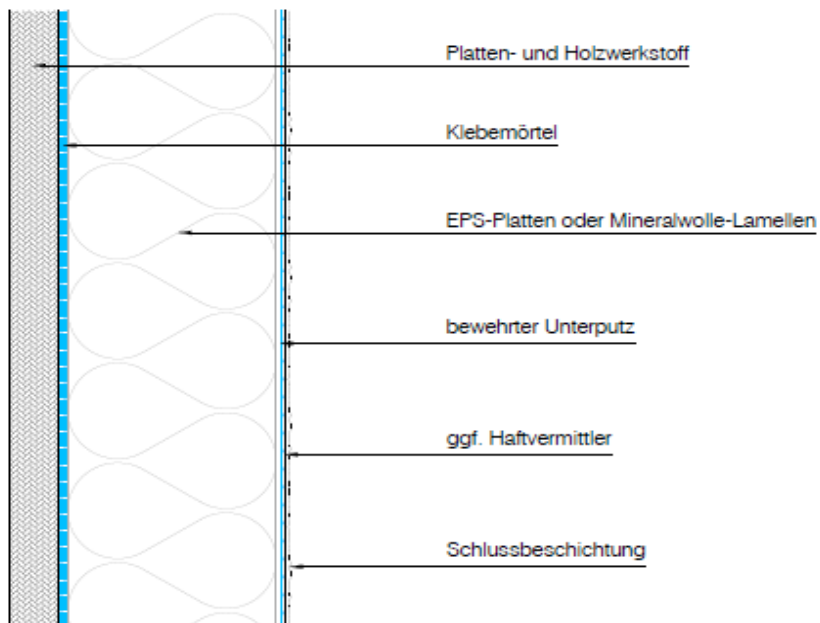 Platten- und Holzwerkstoff
Klebemörtel
EPS-Platten oder Mineralwolle-Lamellen
bewehrter Unterputz
ggf. Haftvermittler
Schlussbeschichtung